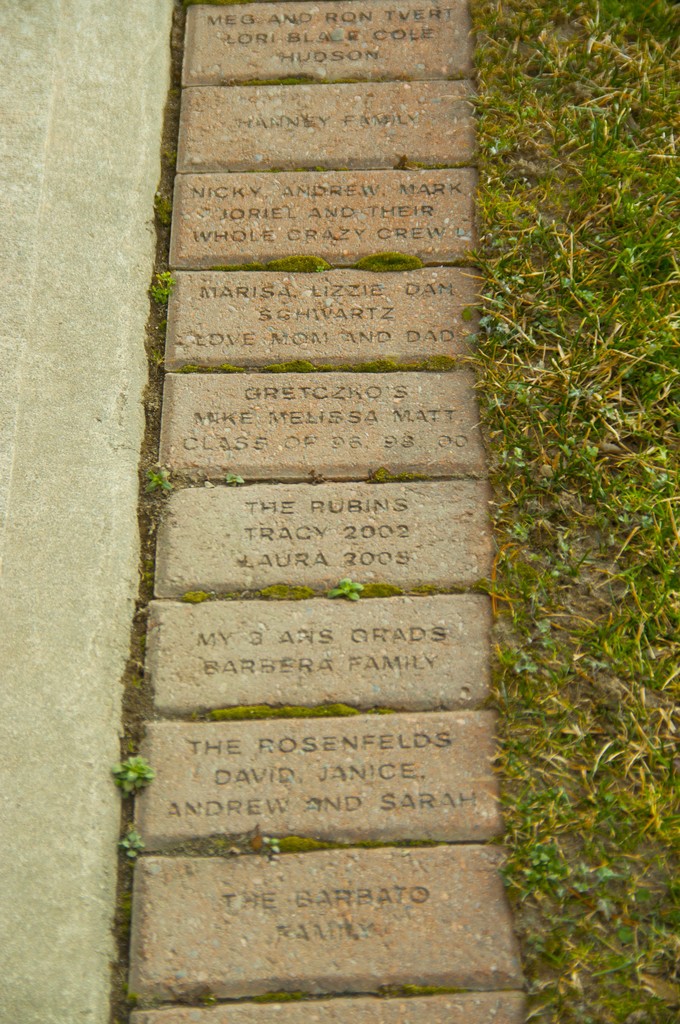 MEG AND RON TVERT
LORI BLAKE COLE
HUDSON
HANNEY FAMILY
NICKY, ANDREW, MARK
JORIEL AND THEIR
WHOLE CRAZY CREW!
MARISA, LIZZIE, DAN
SCHWARTZ
LOVE MOM AND DAD
GRETCZKO'S
MIKE MELISSA MATT
CLASS OF 96 98 00
THE RUBINS
TRACY 2002
LAURA 2005
MY 3 AHS GRADS
BARBERA FAMILY
THE ROSENFELDS
DAVID, JANICE,
ANDREW AND SARAH
THE BARBATO
FAMILY